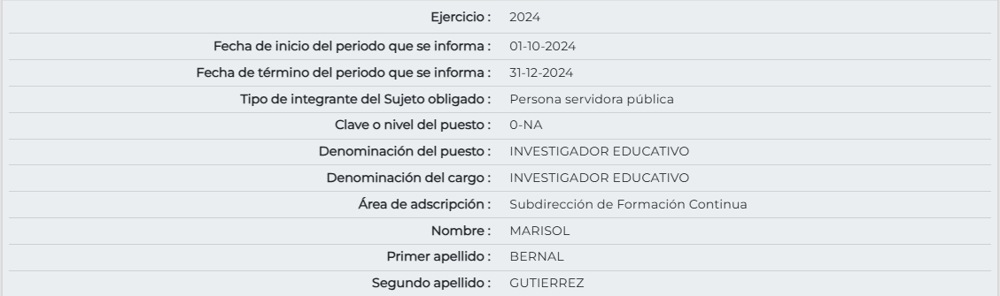 Ejercicio : 2024
Fecha de inicio del periodo que se informa : 01-10-2024
Fecha de término del periodo que se informa : 31-12-2024
Tipo de integrante del Sujeto obligado : Persona servidora pública
Clave o nivel del puesto : 0-NA
Denominación del puesto : INVESTIGADOR EDUCATIVO
Denominación del cargo : INVESTIGADOR EDUCATIVO
Área de adscripción : Subdirección de Formación Continua
Nombre : MARISOL
Primer apellido : BERNAL
Segundo apellido : GUTIERREZ